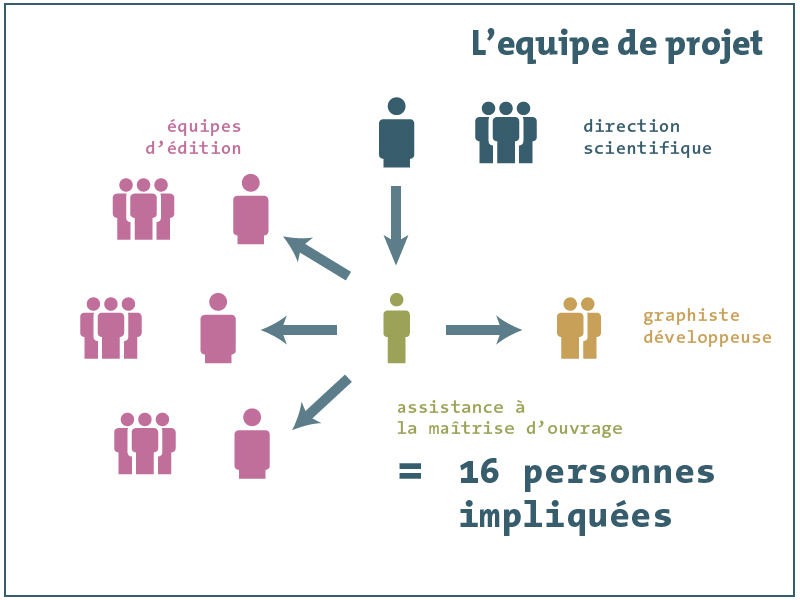 L’equipe de projet
équipes
d’édition
direction
scientifique
graphiste
développeuse
assistance à
la maîtrise d’ouvrage
= 16 personnes
impliquées